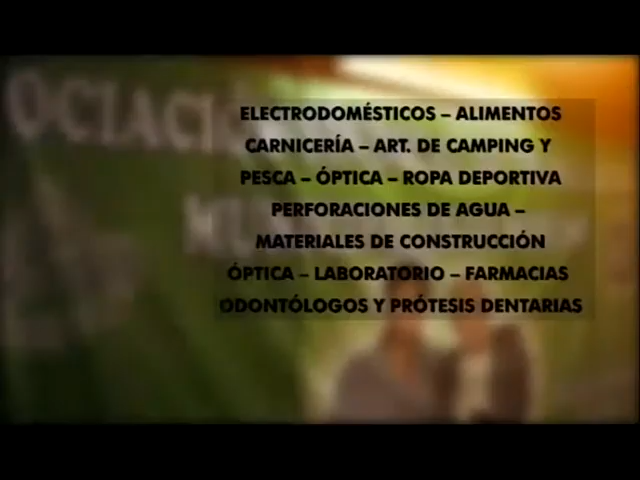 ELECTRODOMÉSTICOS – ALIMENTOS
CARNICERÍA – ART. DE CAMPING Y
PESCA – ÓPTICA – ROPA DEPORTIVA
PERFORACIONES DE AGUA –
MATERIALES DE CONSTRUCCIÓN
ÓPTICA – LABORATORIO – FARMACIAS
ODONTÓLOGOS Y PRÓTESIS DENTARIAS